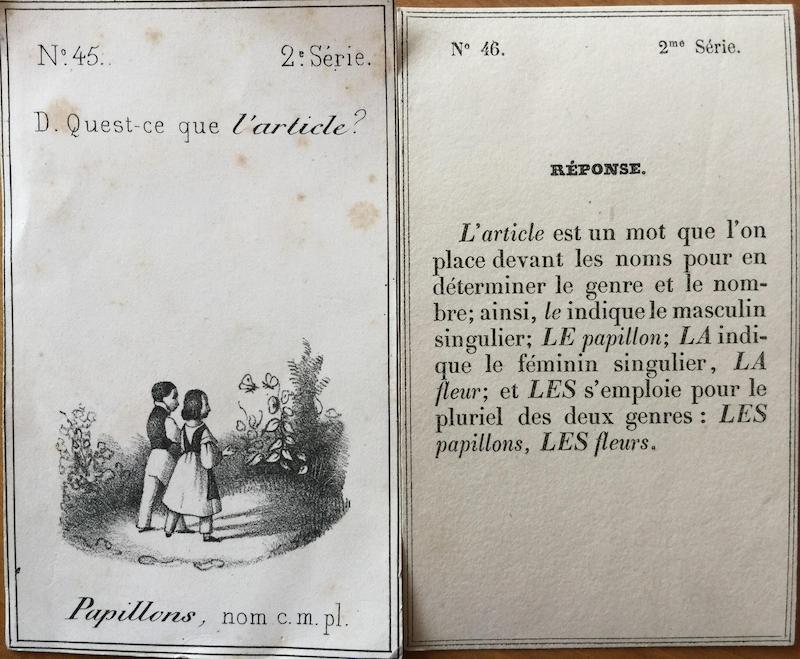 Nº. 45.
2e. Série.
D. Quest-ce que l'article?
Papillons, nom c. m. pl.
Nº 46.
2me Série.
RÉPONSE.
L'article est un mot que l'on
place devant les noms pour en
déterminer le genre et le nom-
bre; ainsi, le indique le masculin
singulier; LE papillon; LA indi-
que le féminin singulier, LA
fleur; et LES s'emploie pour le
pluriel des deux genres : LES
papillons, LES fleurs.